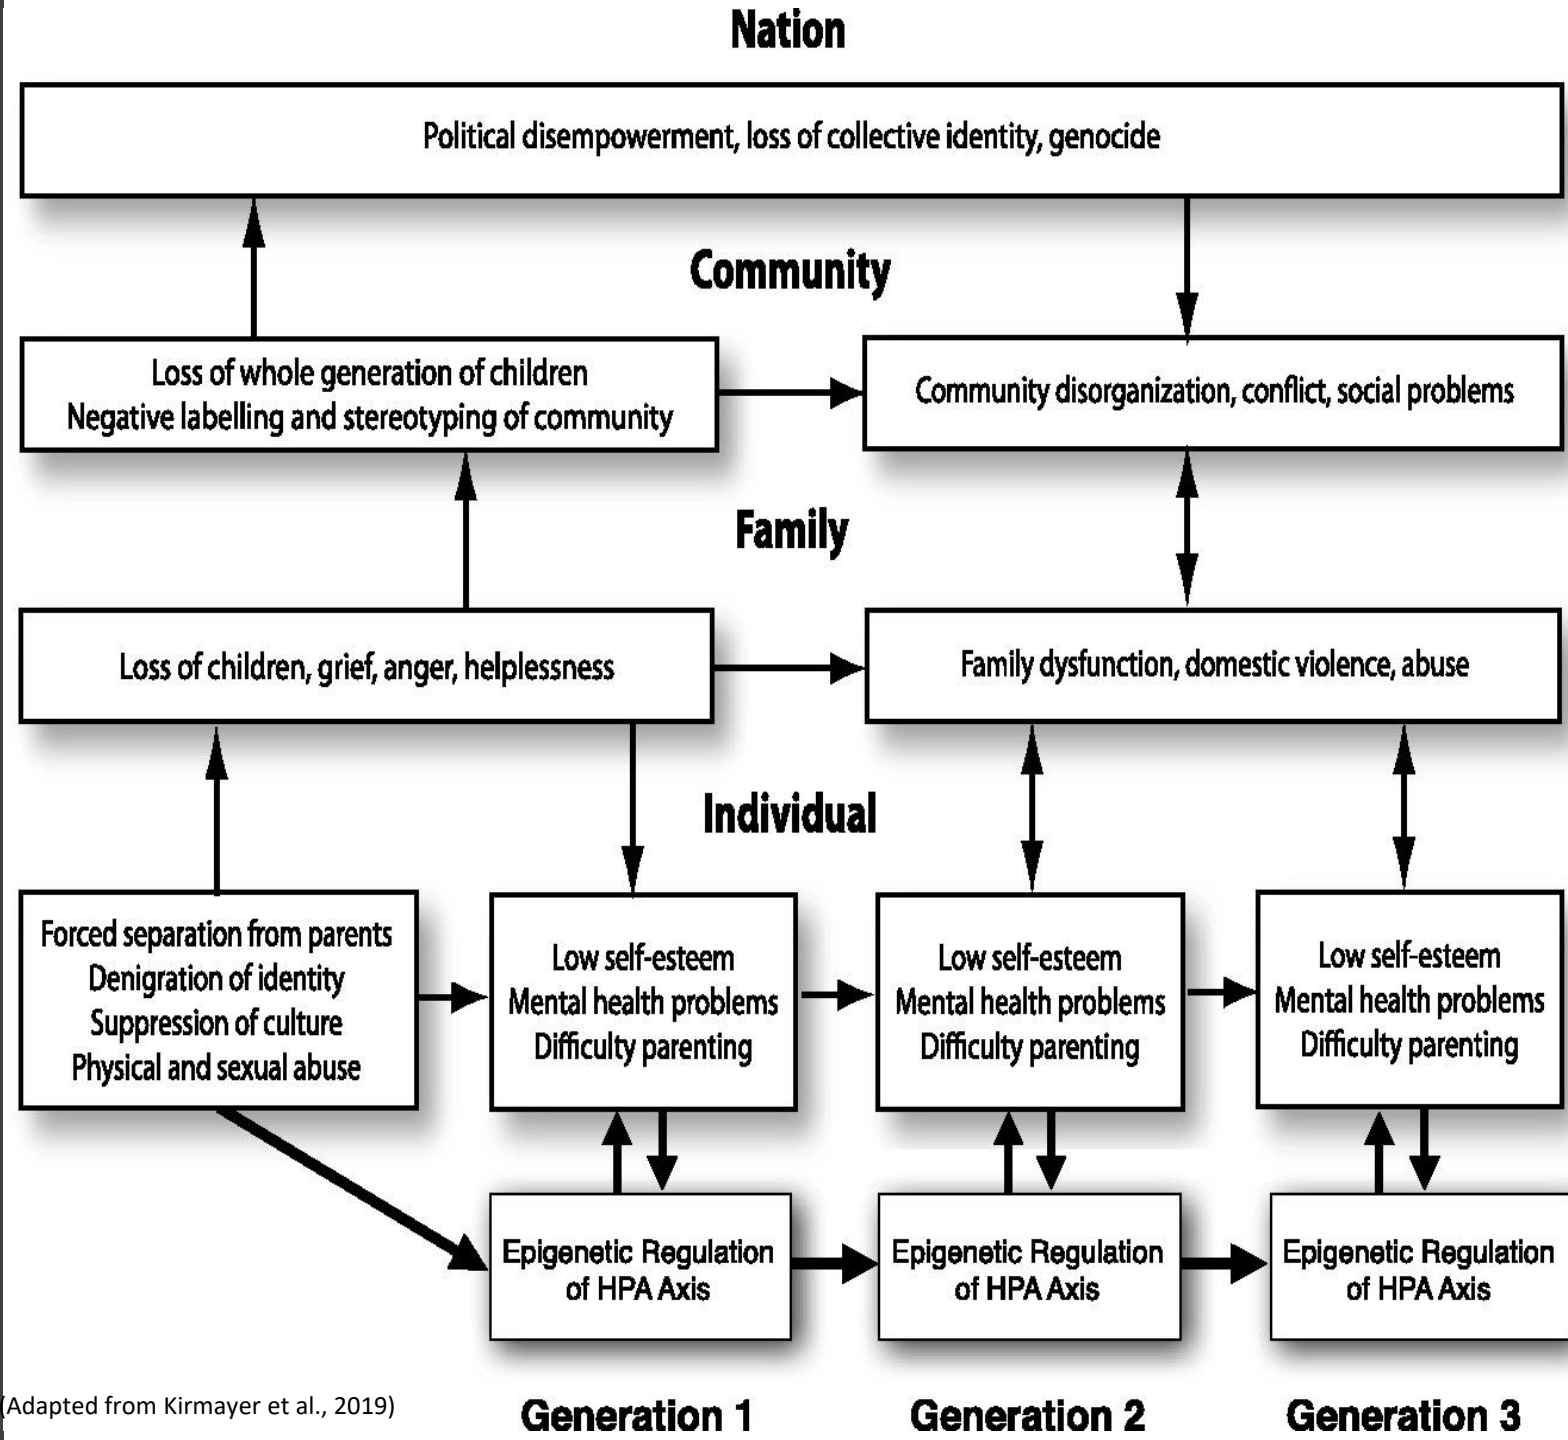 Nation
Political disempowerment, loss of collective identity, genocide
Community
Loss of whole generation of children
Negative labelling and stereotyping of community
Community disorganization, conflict, social problems
Family
Loss of children, grief, anger, helplessness
Family dysfunction, domestic violence, abuse
Individual
Forced separation from parents
Denigration of identity
Suppression of culture
Physical and sexual abuse
Low self-esteem
Mental health problems
Difficulty parenting
Low self-esteem
Mental health problems
Difficulty parenting
Low self-esteem
Mental health problems
Difficulty parenting
Epigenetic Regulation
of HPA Axis
Epigenetic Regulation
of HPA Axis
Epigenetic Regulation
of HPA Axis
(Adapted from Kirmayer et al., 2019)
Generation 1
Generation 2
Generation 3